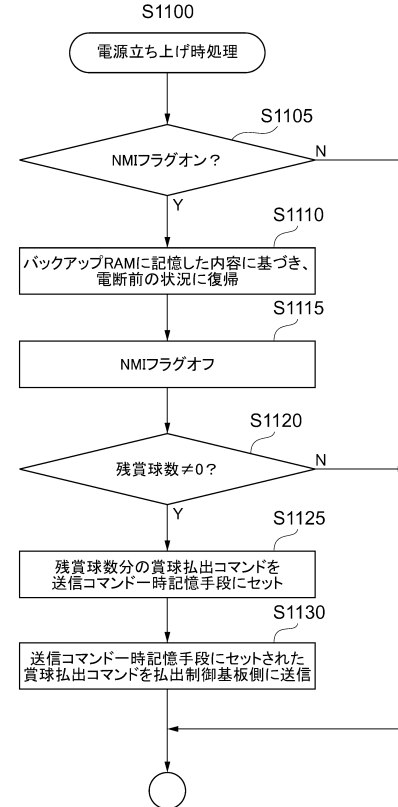 S1100
電源立ち上げ時処理
S1105
NMIフラグオン？
N
Y
S1110
バックアップRAMに記憶した内容に基づき、
電断前の状況に復帰
S1115
NMIフラグオフ
S1120
残賞球数≠0？
N
Y
S1125
残賞球数分の賞球払出コマンドを
送信コマンド一時記憶手段にセット
S1130
送信コマンド一時記憶手段にセットされた
賞球払出コマンドを払出制御基板側に送信